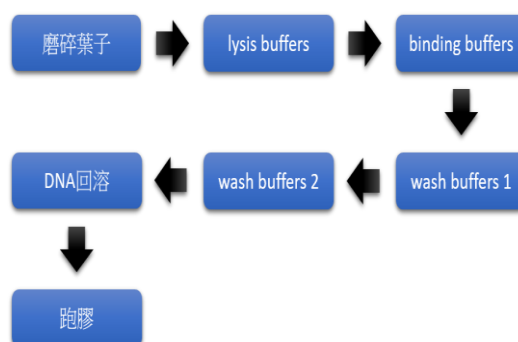 磨碎葉子
lysis buffers
binding buffers
wash buffers 1
wash buffers 2
DNA回溶
跑膠